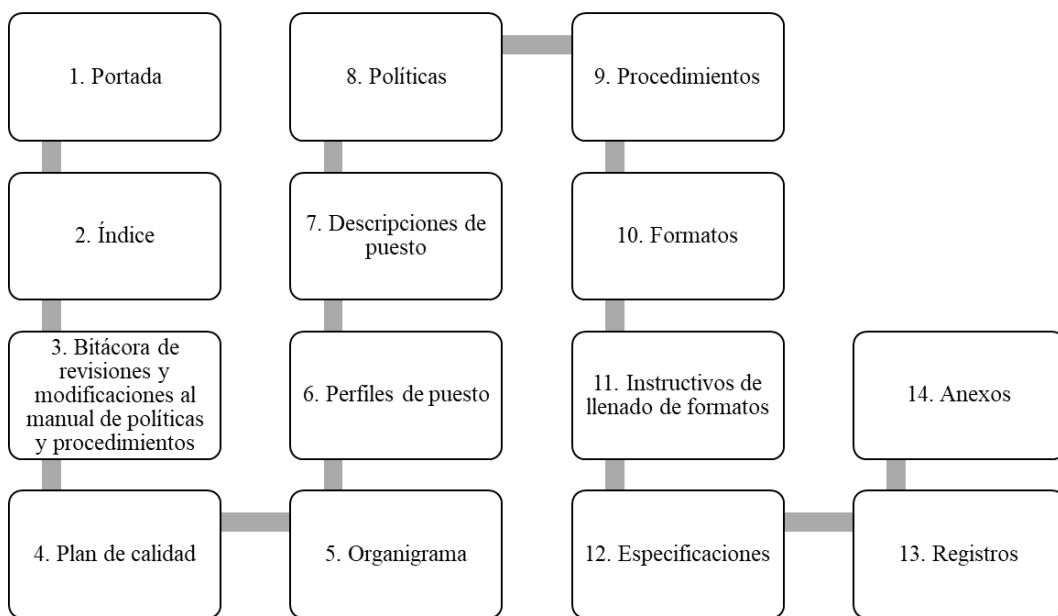 1. Portada
2. Índice
3. Bitácora de
revisiones y
modificaciones al
manual de políticas
y procedimientos
4. Plan de calidad
5. Organigrama
6. Perfiles de puesto
7. Descripciones de
puesto
8. Políticas
9. Procedimientos
10. Formatos
11. Instructivos de
llenado de formatos
12. Especificaciones
13. Registros
14. Anexos